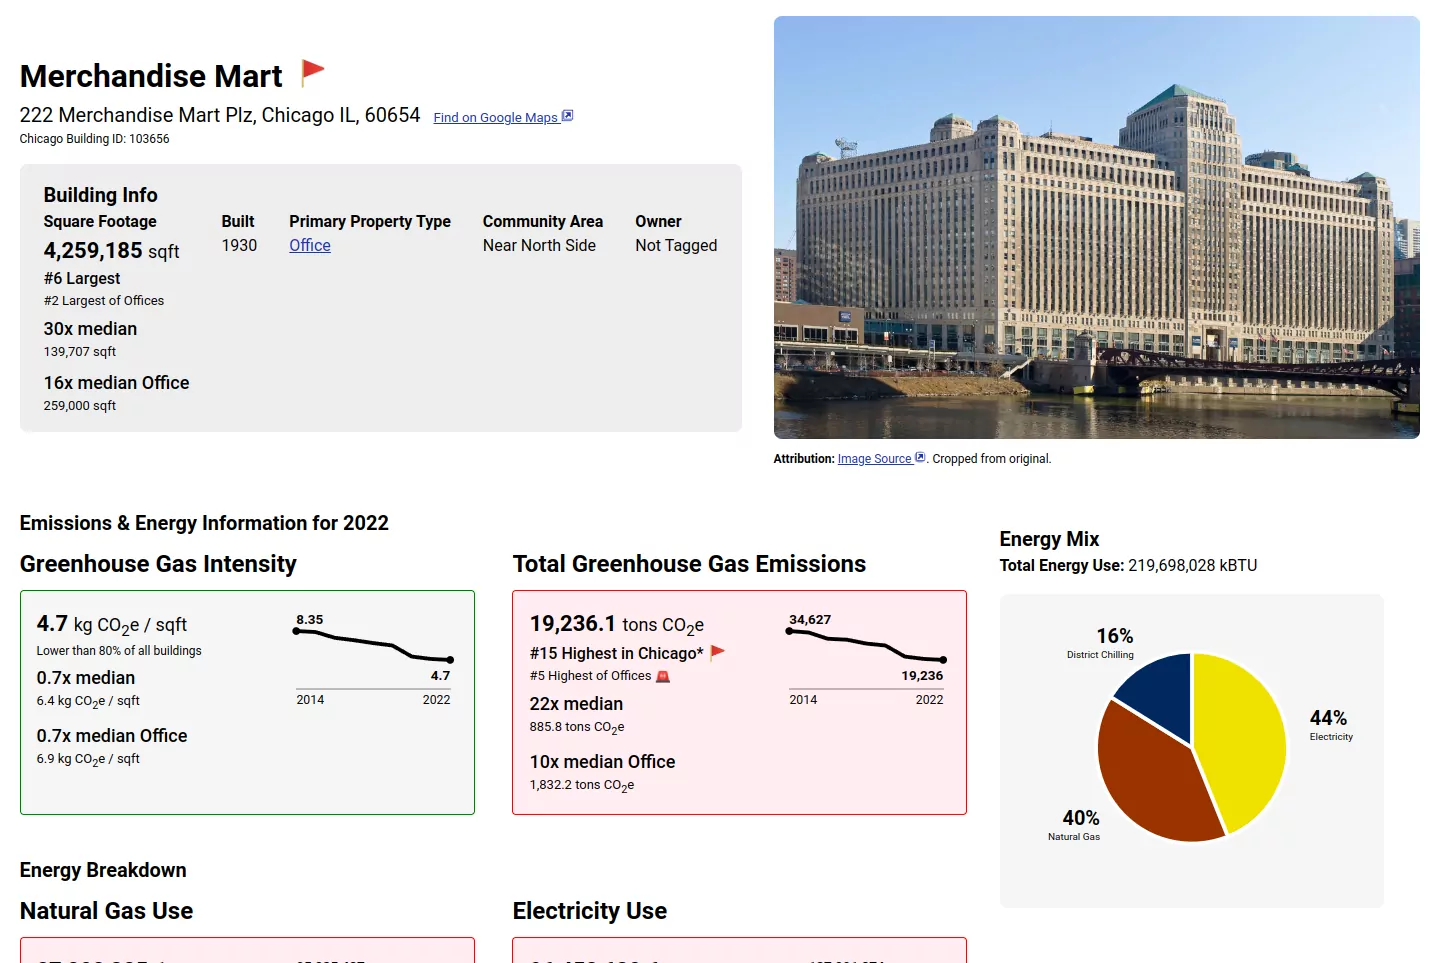 Merchandise Mart
222 Merchandise Mart Plz, Chicago IL, 60654 Find on Google Maps
Chicago Building ID: 103656
Building Info
Square Footage
4,259,185 sqft
#6 Largest
#2 Largest of Offices
30x median
139,707 sqft
16x median Office
259,000 sqft
Built
1930
Primary Property Type
Office
Community Area
Near North Side
Owner
Not Tagged
Attribution: Image Source. Cropped from original.
Emissions & Energy Information for 2022
Greenhouse Gas Intensity
4.7 kg CO2e / sqft
Lower than 80% of all buildings
0.7x median
6.4 kg CO2e / sqft
0.7x median Office
6.9 kg CO2e / sqft
8.35
4.7
2014 2022
Total Greenhouse Gas Emissions
19,236.1 tons CO2e
#15 Highest in Chicago*
#5 Highest of Offices
22x median
885.8 tons CO2e
10x median Office
1,832.2 tons CO2e
34,627
19,236
2014 2022
Energy Mix
Total Energy Use: 219,698,028 kBTU
16%
District Chilling
44%
Electricity
40%
Natural Gas
Energy Breakdown
Natural Gas Use
Electricity Use